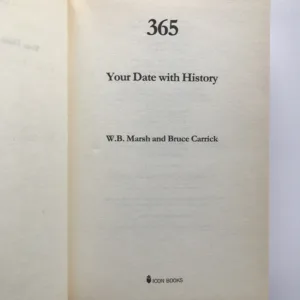 365
Your Date with History
W.B. Marsh and Bruce Carrick
ICON BOOKS